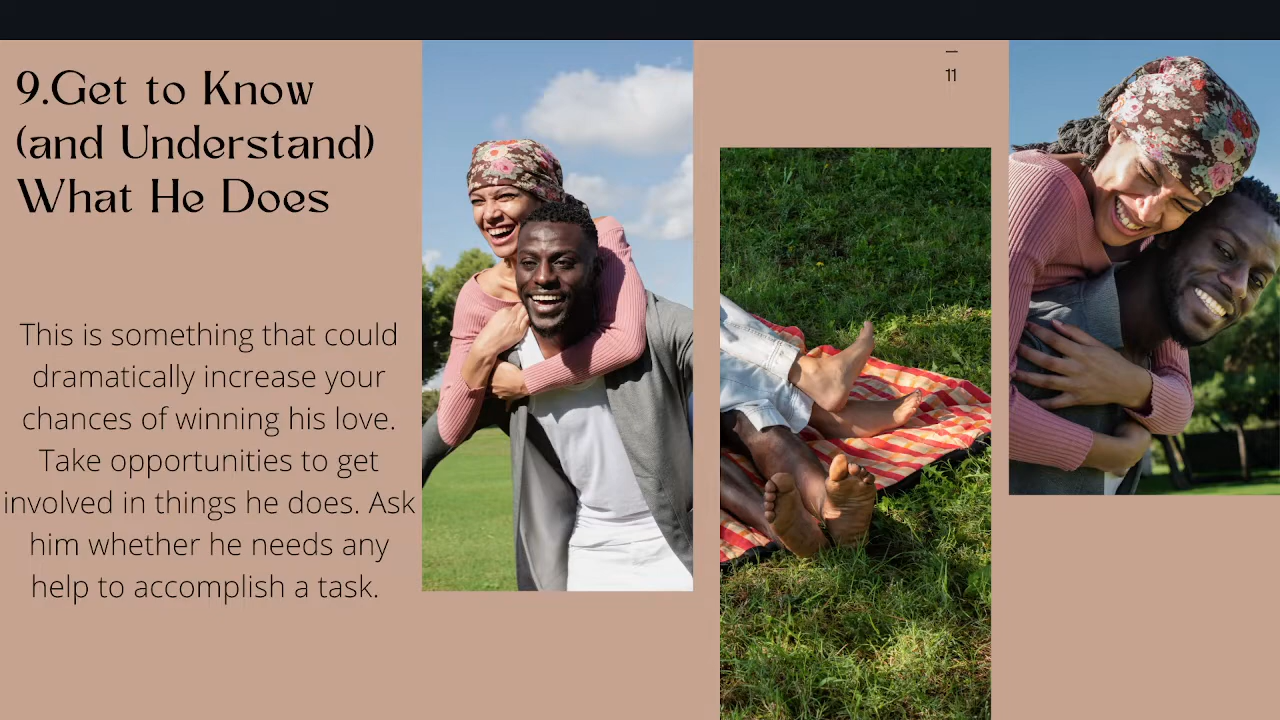 9.Get to Know
(and Understand)
What He Does
This is something that could
dramatically increase your
chances of winning his love.
Take opportunities to get
involved in things he does. Ask
him whether he needs any
help to accomplish a task.
—
11